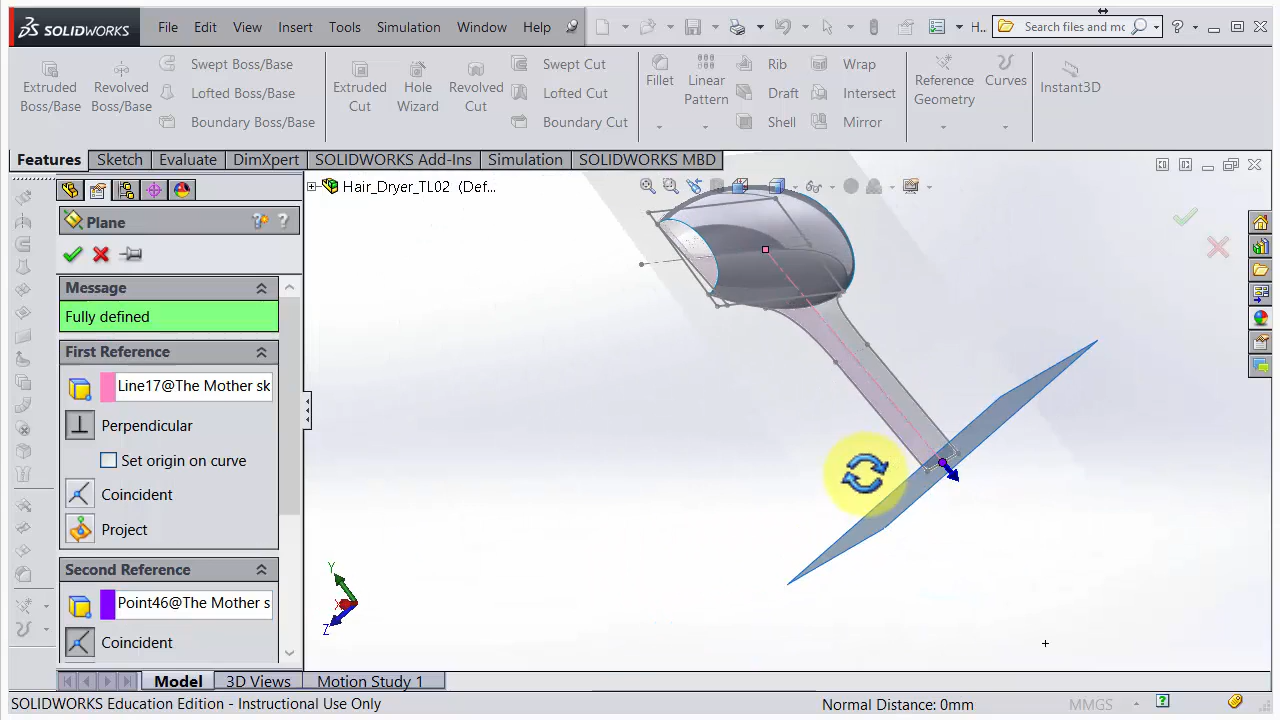 SOLIDWORKS File Edit View Insert Tools Simulation Window Help H.. Search files and mc ?
Extruded Boss/Base
Revolved Boss/Base
Swept Boss/Base
Lofted Boss/Base
Boundary Boss/Base
Extruded Cut
Hole Wizard
Revolved Cut
Swept Cut
Lofted Cut
Boundary Cut
Fillet
Linear Pattern
Rib
Draft
Shell
Wrap
Intersect
Mirror
Reference Geometry
Curves
Instant3D
Features Sketch Evaluate DimXpert SOLIDWORKS Add-Ins Simulation SOLIDWORKS MBD
Hair_Dryer_TL02 (Def...
Plane ?
Message
Fully defined
First Reference
Line17@The Mother sk
Perpendicular
Set origin on curve
Coincident
Project
Second Reference
Point46@The Mother s
Coincident
Y
X
Z
Model 3D Views Motion Study 1
SOLIDWORKS Education Edition - Instructional Use Only Normal Distance: 0mm MMGS ?